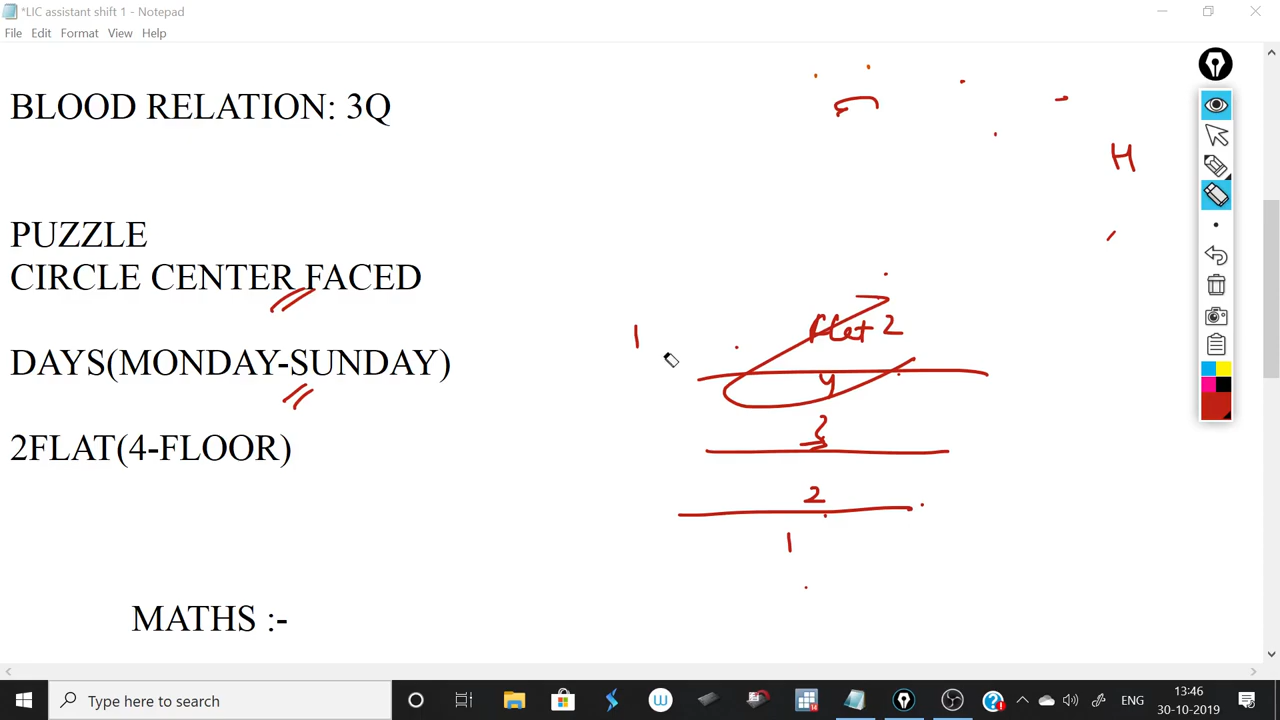 *LIC assistant shift 1 - Notepad
File Edit Format View Help
BLOOD RELATION: 3Q
H
PUZZLE
CIRCLE CENTER FACED
1
flet 2
DAYS(MONDAY-SUNDAY)
4
3
2FLAT(4-FLOOR)
2
1
MATHS :-
Type here to search
ENG
13:46
30-10-2019